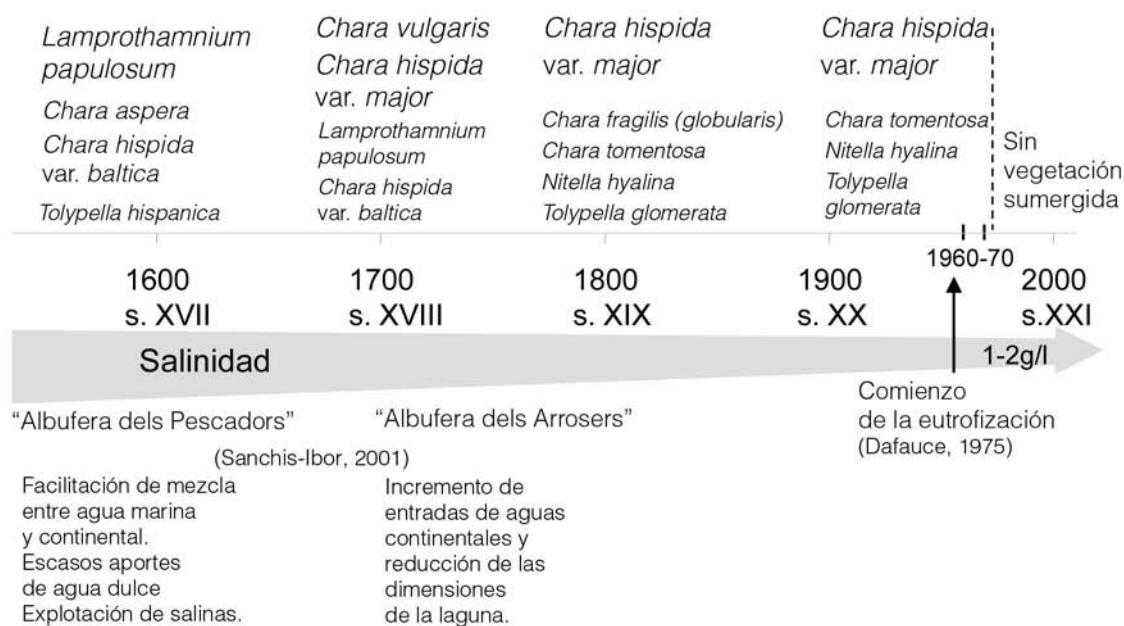 Lamprothamnium
papulosum
Chara aspera
Chara hispida
var. baltica
Tolypella hispanica
Chara vulgaris
Chara hispida
var. major
Lamprothamnium
papulosum
Chara hispida
var. baltica
Chara hispida
var. major
Chara fragilis (globularis)
Chara tomentosa
Nitella hyalina
Tolypella glomerata
Chara hispida
var. major
Chara tomentosa
Nitella hyalina
Tolypella
glomerata
Sin
vegetación
sumergida
1960-70
1600
s. XVII
1700
s. XVIII
1800
s. XIX
1900
s. XX
2000
s.XXI
Salinidad
1-2g/l
Comienzo
de la eutrofización
(Dafauce, 1975)
“Albufera dels Pescadors”
“Albufera dels Arrosers”
(Sanchis-Ibor, 2001)
Facilitación de mezcla
entre agua marina
y continental.
Escasos aportes
de agua dulce
Explotación de salinas.
Incremento de
entradas de aguas
continentales y
reducción de las
dimensiones
de la laguna.